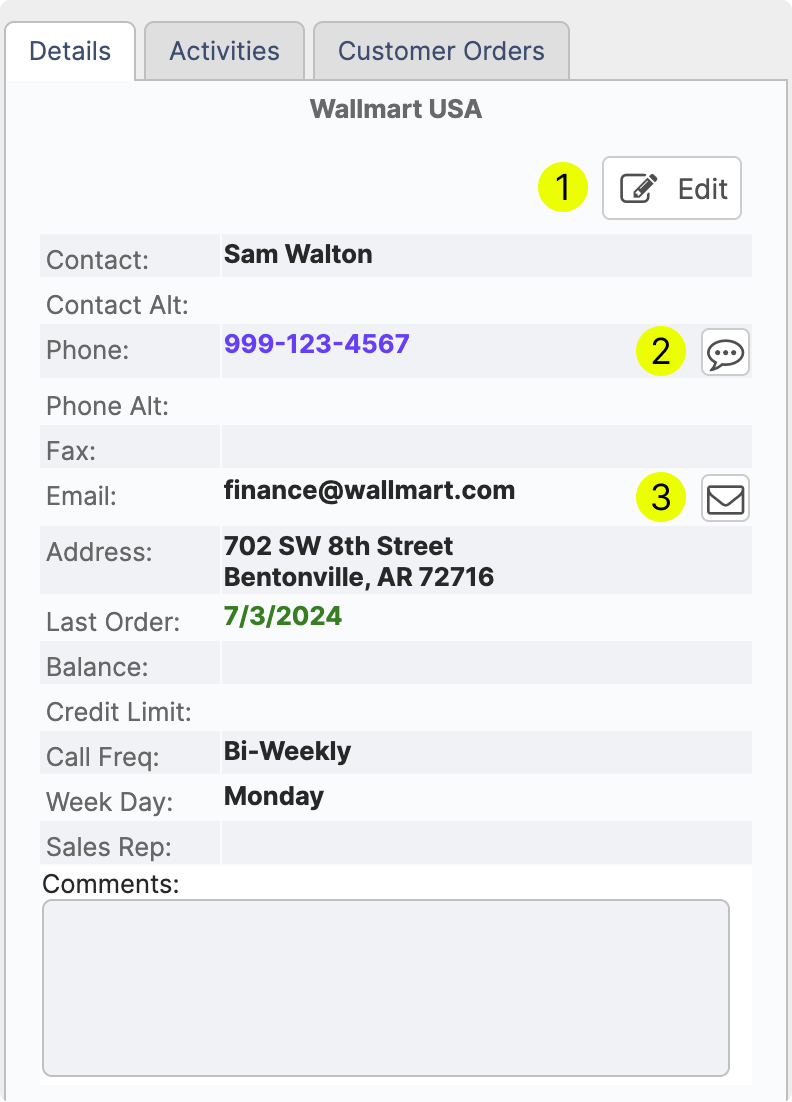 Details Activities Customer Orders
Wallmart USA
1 Edit
Contact: Sam Walton
Contact Alt:
Phone: 999-123-4567 2
Phone Alt:
Fax:
Email: finance@wallmart.com 3
Address: 702 SW 8th Street
Bentonville, AR 72716
Last Order: 7/3/2024
Balance:
Credit Limit:
Call Freq: Bi-Weekly
Week Day: Monday
Sales Rep:
Comments: